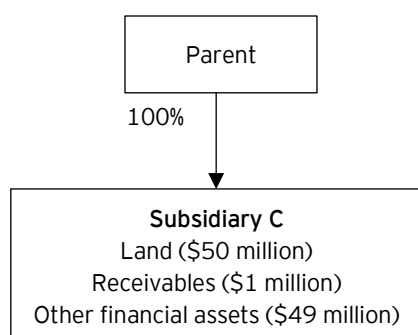 Parent
100%
Subsidiary C
Land ($50 million)
Receivables ($1 million)
Other financial assets ($49 million)